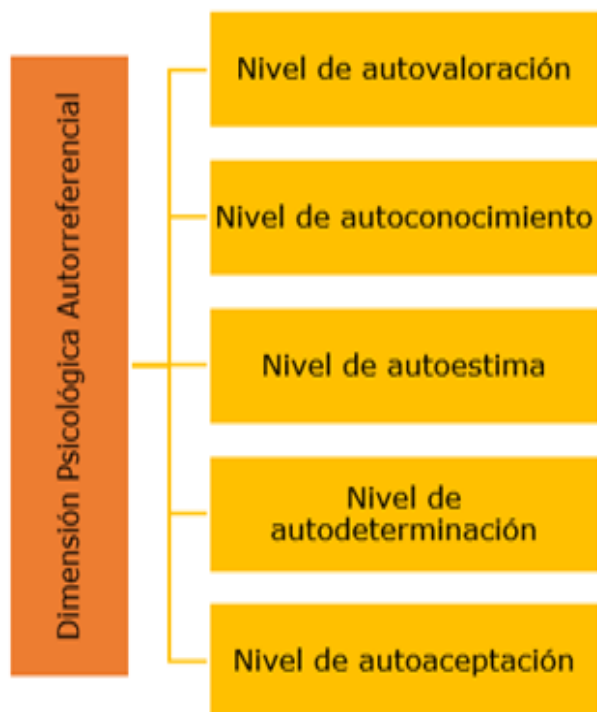 Dimensión Psicológica Autorreferencial
Nivel de autovaloración
Nivel de autoconocimiento
Nivel de autoestima
Nivel de
autodeterminación
Nivel de autoaceptación